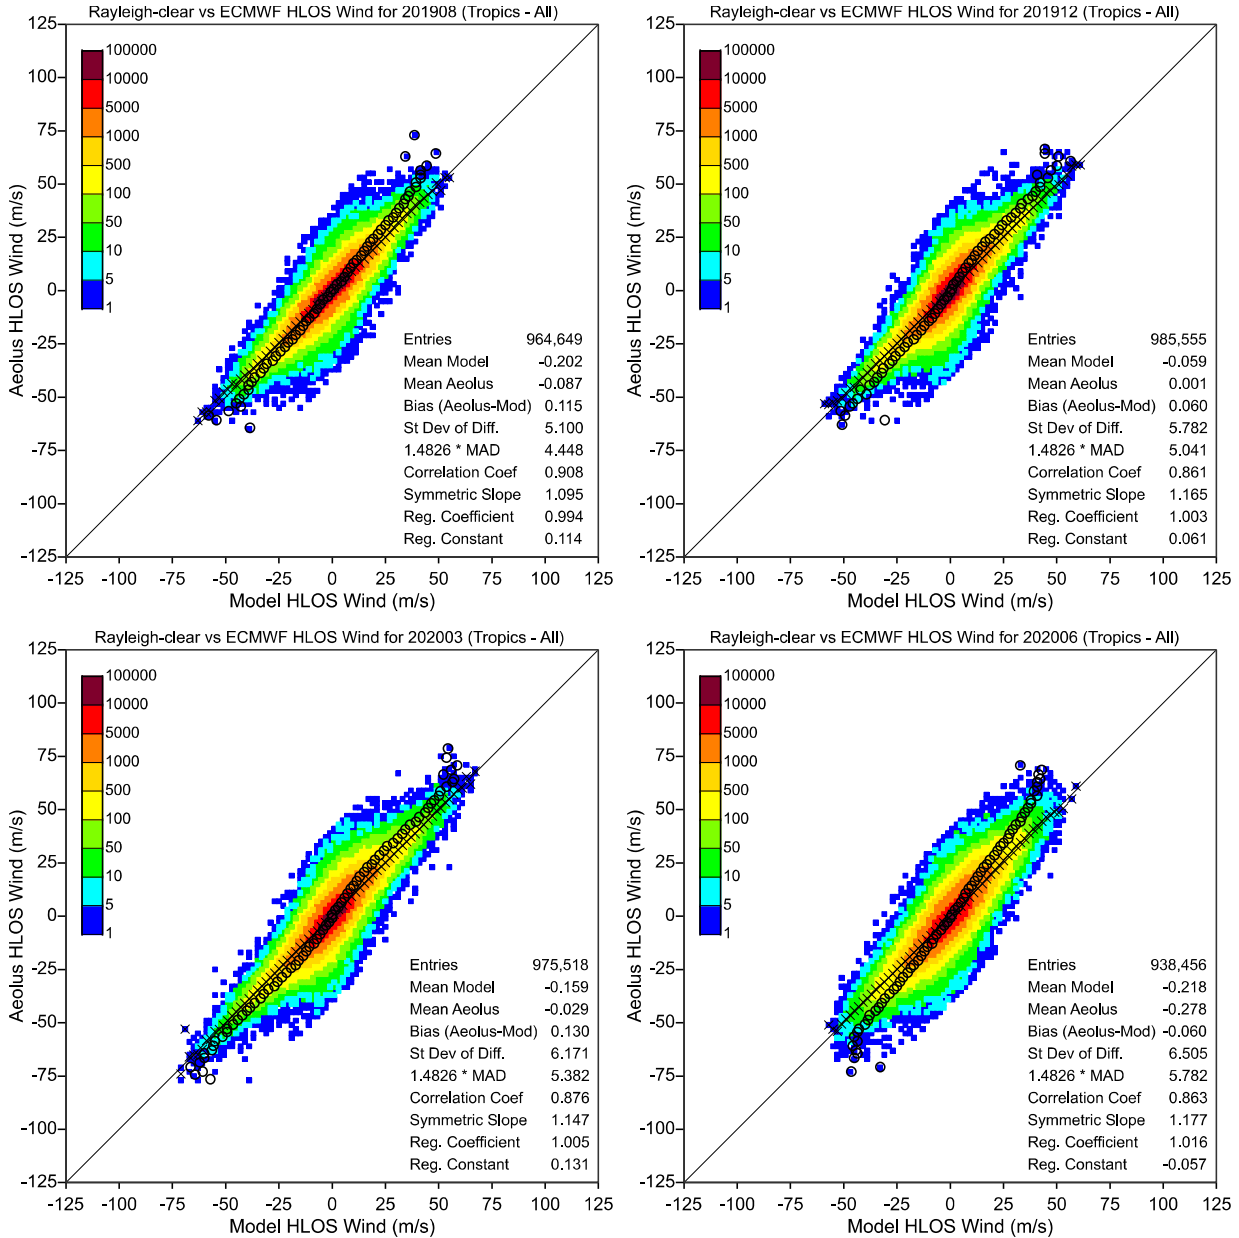 Rayleigh-clear vs ECMWF HLOS Wind for 201908 (Tropics - All)
125
100
75
50
25
0
-25
-50
-75
-100
-125
Aeolus HLOS Wind (m/s)
100000
10000
5000
1000
500
100
50
10
5
1
Entries 964,649
Mean Model -0.202
Mean Aeolus -0.087
Bias (Aeolus-Mod) 0.115
St Dev of Diff. 5.100
1.4826 * MAD 4.448
Correlation Coef 0.908
Symmetric Slope 1.095
Reg. Coefficient 0.994
Reg. Constant 0.114
-125 -100 -75 -50 -25 0 25 50 75 100 125
Model HLOS Wind (m/s)
Rayleigh-clear vs ECMWF HLOS Wind for 201912 (Tropics - All)
125
100
75
50
25
0
-25
-50
-75
-100
-125
Aeolus HLOS Wind (m/s)
100000
10000
5000
1000
500
100
50
10
5
1
Entries 985,555
Mean Model -0.059
Mean Aeolus 0.001
Bias (Aeolus-Mod) 0.060
St Dev of Diff. 5.782
1.4826 * MAD 5.041
Correlation Coef 0.861
Symmetric Slope 1.165
Reg. Coefficient 1.003
Reg. Constant 0.061
-125 -100 -75 -50 -25 0 25 50 75 100 125
Model HLOS Wind (m/s)
Rayleigh-clear vs ECMWF HLOS Wind for 202003 (Tropics - All)
125
100
75
50
25
0
-25
-50
-75
-100
-125
Aeolus HLOS Wind (m/s)
100000
10000
5000
1000
500
100
50
10
5
1
Entries 975,518
Mean Model -0.159
Mean Aeolus -0.029
Bias (Aeolus-Mod) 0.130
St Dev of Diff. 6.171
1.4826 * MAD 5.382
Correlation Coef 0.876
Symmetric Slope 1.147
Reg. Coefficient 1.005
Reg. Constant 0.131
-125 -100 -75 -50 -25 0 25 50 75 100 125
Model HLOS Wind (m/s)
Rayleigh-clear vs ECMWF HLOS Wind for 202006 (Tropics - All)
125
100
75
50
25
0
-25
-50
-75
-100
-125
Aeolus HLOS Wind (m/s)
100000
10000
5000
1000
500
100
50
10
5
1
Entries 938,456
Mean Model -0.218
Mean Aeolus -0.278
Bias (Aeolus-Mod) -0.060
St Dev of Diff. 6.505
1.4826 * MAD 5.782
Correlation Coef 0.863
Symmetric Slope 1.177
Reg. Coefficient 1.016
Reg. Constant -0.057
-125 -100 -75 -50 -25 0 25 50 75 100 125
Model HLOS Wind (m/s)